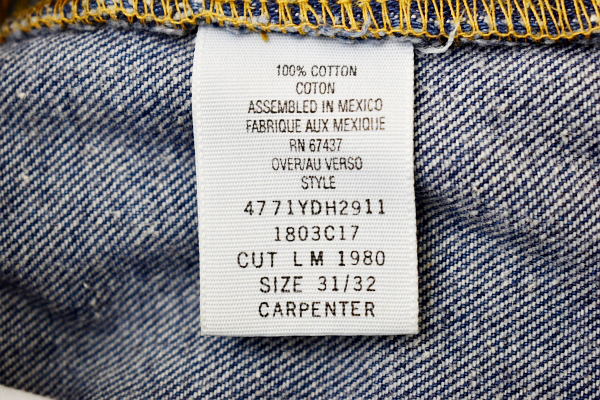 100% COTTON
COTON
ASSEMBLED IN MEXICO
FABRIQUE AUX MEXIQUE
RN 67437
OVER/AU VERSO
STYLE
4771YDH2911
1803C17
CUT L M 1980
SIZE 31/32
CARPENTER